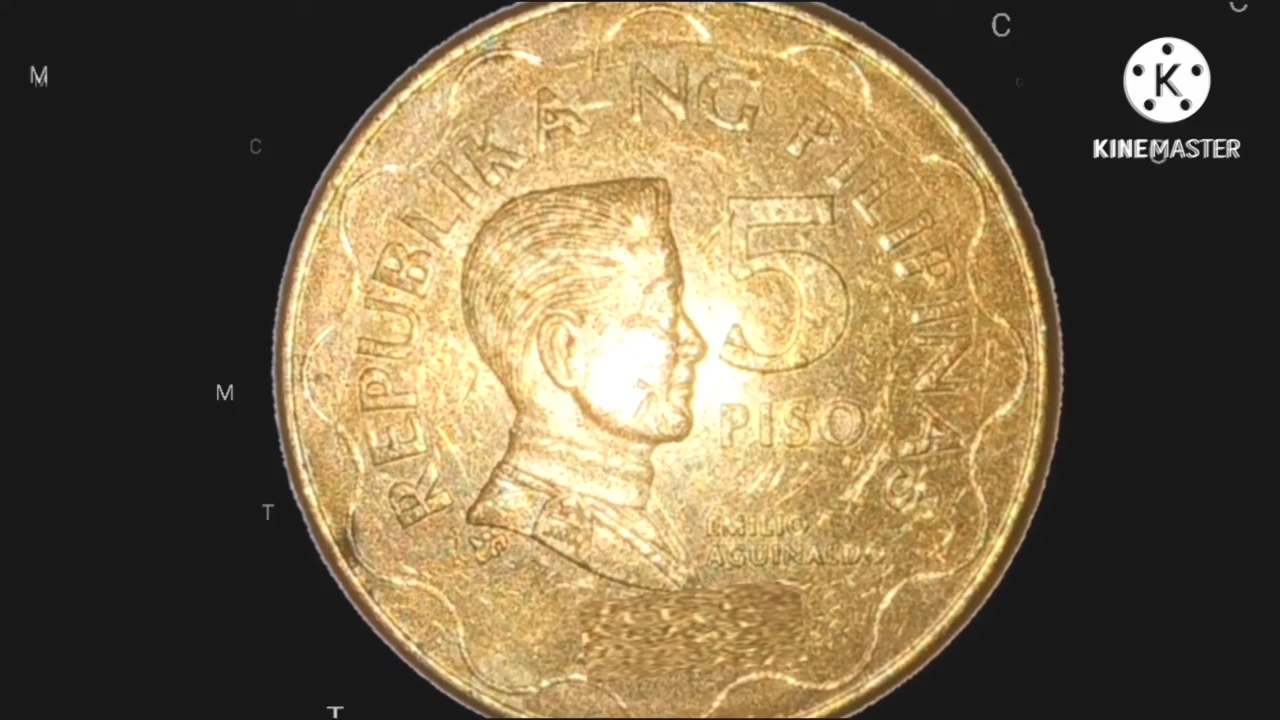 REPUBLIKA NG PILIPINAS
5
PISO
EMILIO
AGUINALDO
K
KINEMASTER
M
M
C
C
G
M
T
T